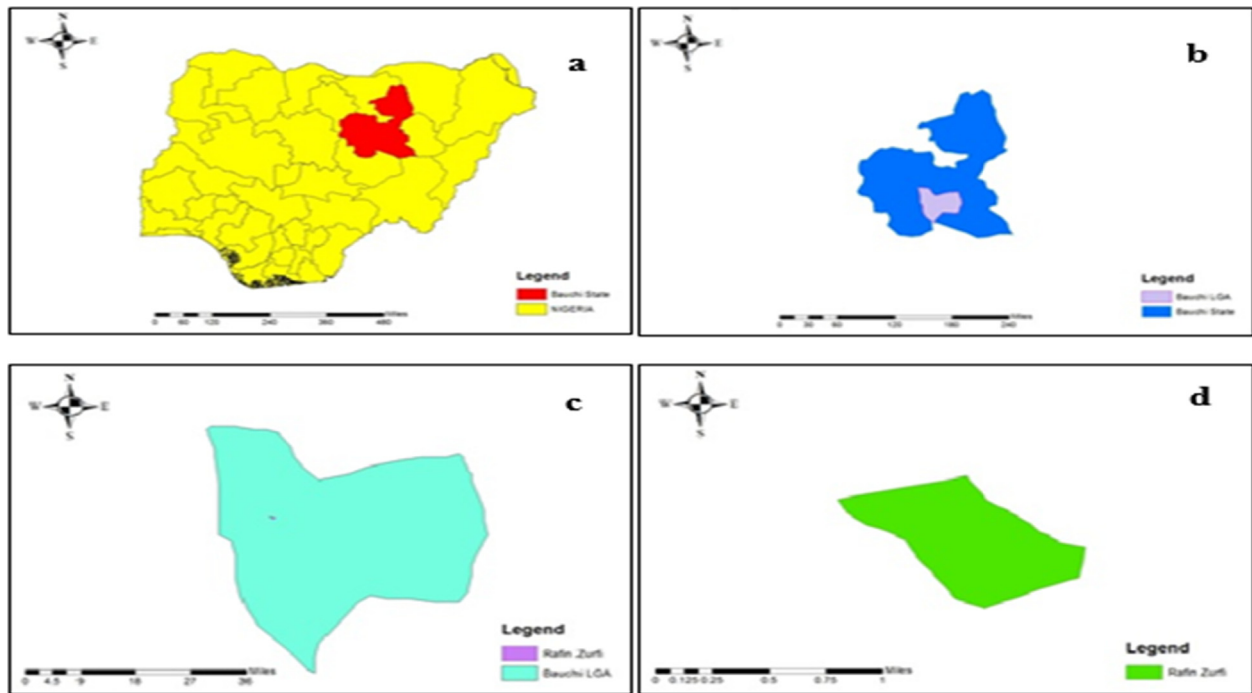 N
W E
S
a
Legend
Bauchi State
NIGERIA
0 60 120 240 360 480 Miles
N
W E
S
b
Legend
Bauchi LGA
Bauchi State
0 30 60 120 180 240 Miles
N
W E
S
c
Legend
Rafin Zurfi
Bauchi LGA
0 4.5 9 18 27 36 Miles
N
W E
S
d
Legend
Rafin Zurfi
0 0.125 0.25 0.5 0.75 1 Miles